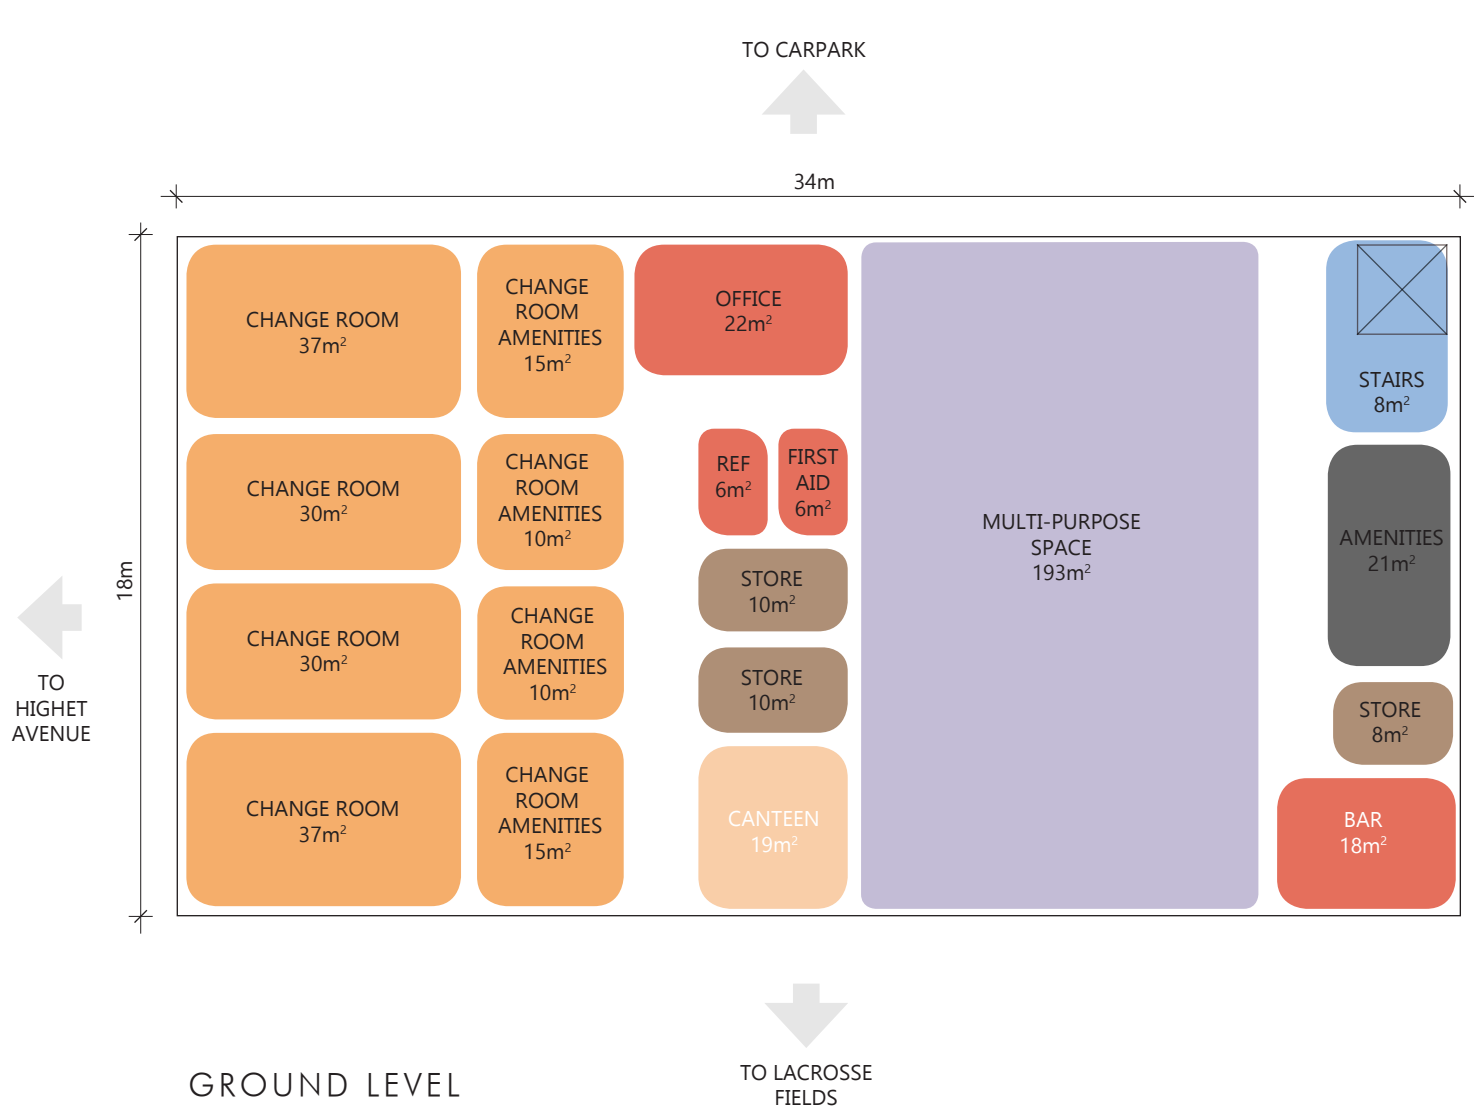 TO CARPARK
34m
18m
TO
HIGHET
AVENUE
CHANGE ROOM
37m²
CHANGE
ROOM
AMENITIES
15m²
OFFICE
22m²
STAIRS
8m²
CHANGE ROOM
30m²
CHANGE
ROOM
AMENITIES
10m²
REF
6m²
FIRST
AID
6m²
MULTI-PURPOSE
SPACE
193m²
AMENITIES
21m²
STORE
10m²
CHANGE ROOM
30m²
CHANGE
ROOM
AMENITIES
10m²
STORE
10m²
STORE
8m²
CHANGE ROOM
37m²
CHANGE
ROOM
AMENITIES
15m²
CANTEEN
19m²
BAR
18m²
GROUND LEVEL
TO LACROSSE
FIELDS